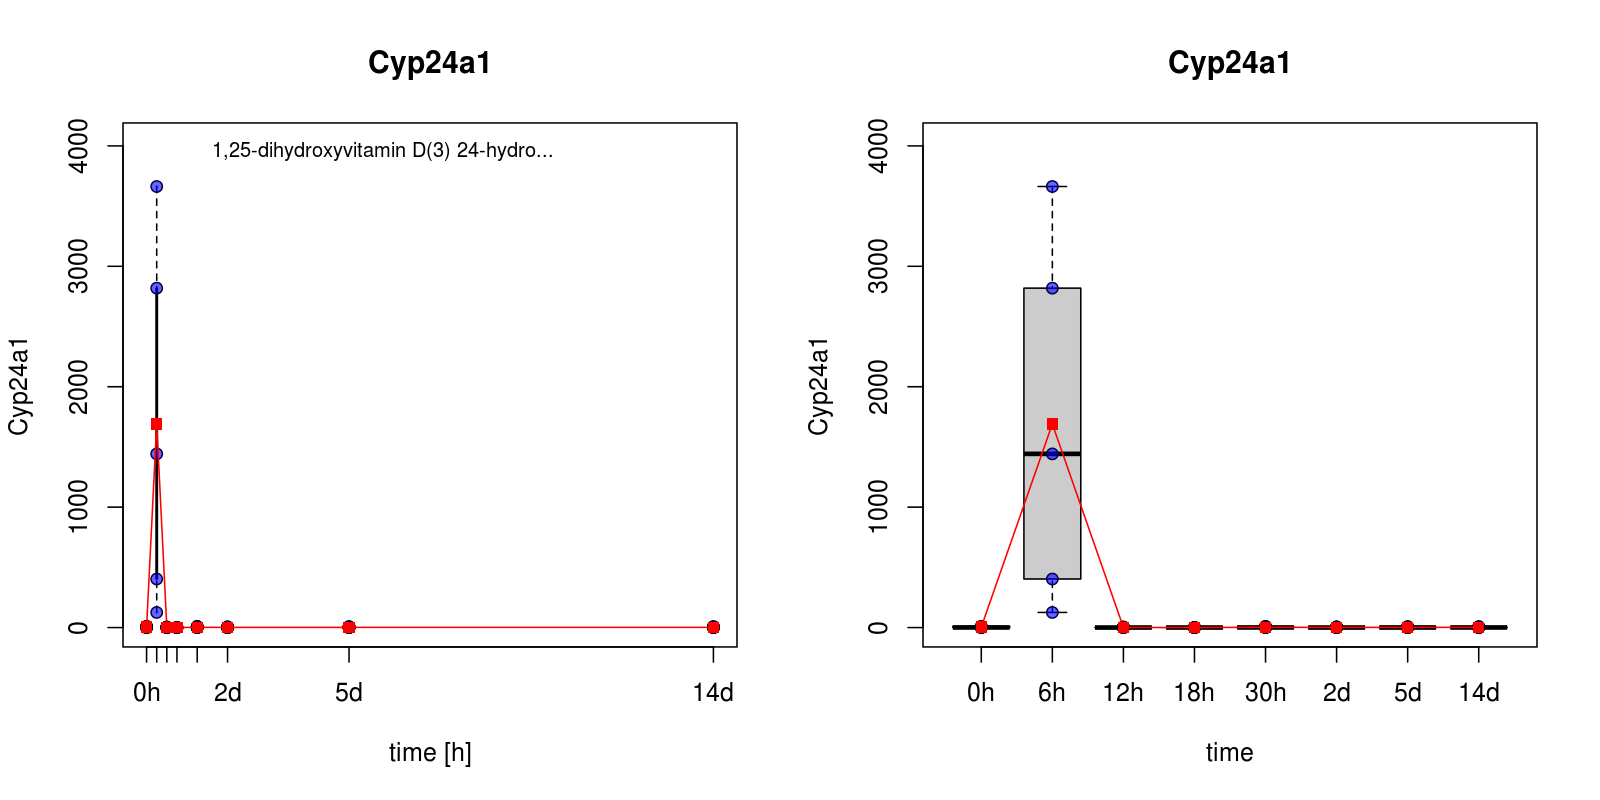 Cyp24a1
1,25-dihydroxyvitamin D(3) 24-hydro...
Cyp24a1
4000
3000
2000
1000
0
0h 2d 5d 14d
time [h]
Cyp24a1
Cyp24a1
4000
3000
2000
1000
0
0h 6h 12h 18h 30h 2d 5d 14d
time